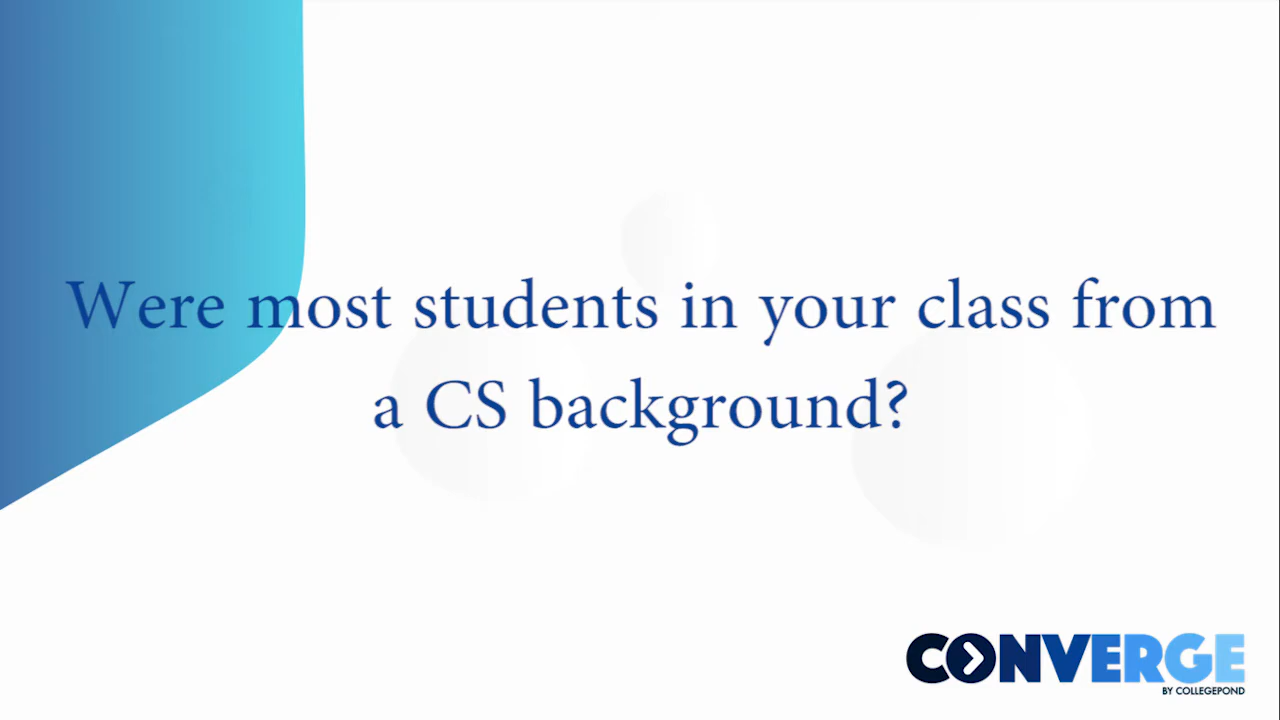 Were most students in your class from
a CS background?
CONVERGE
BY COLLEGEPOND